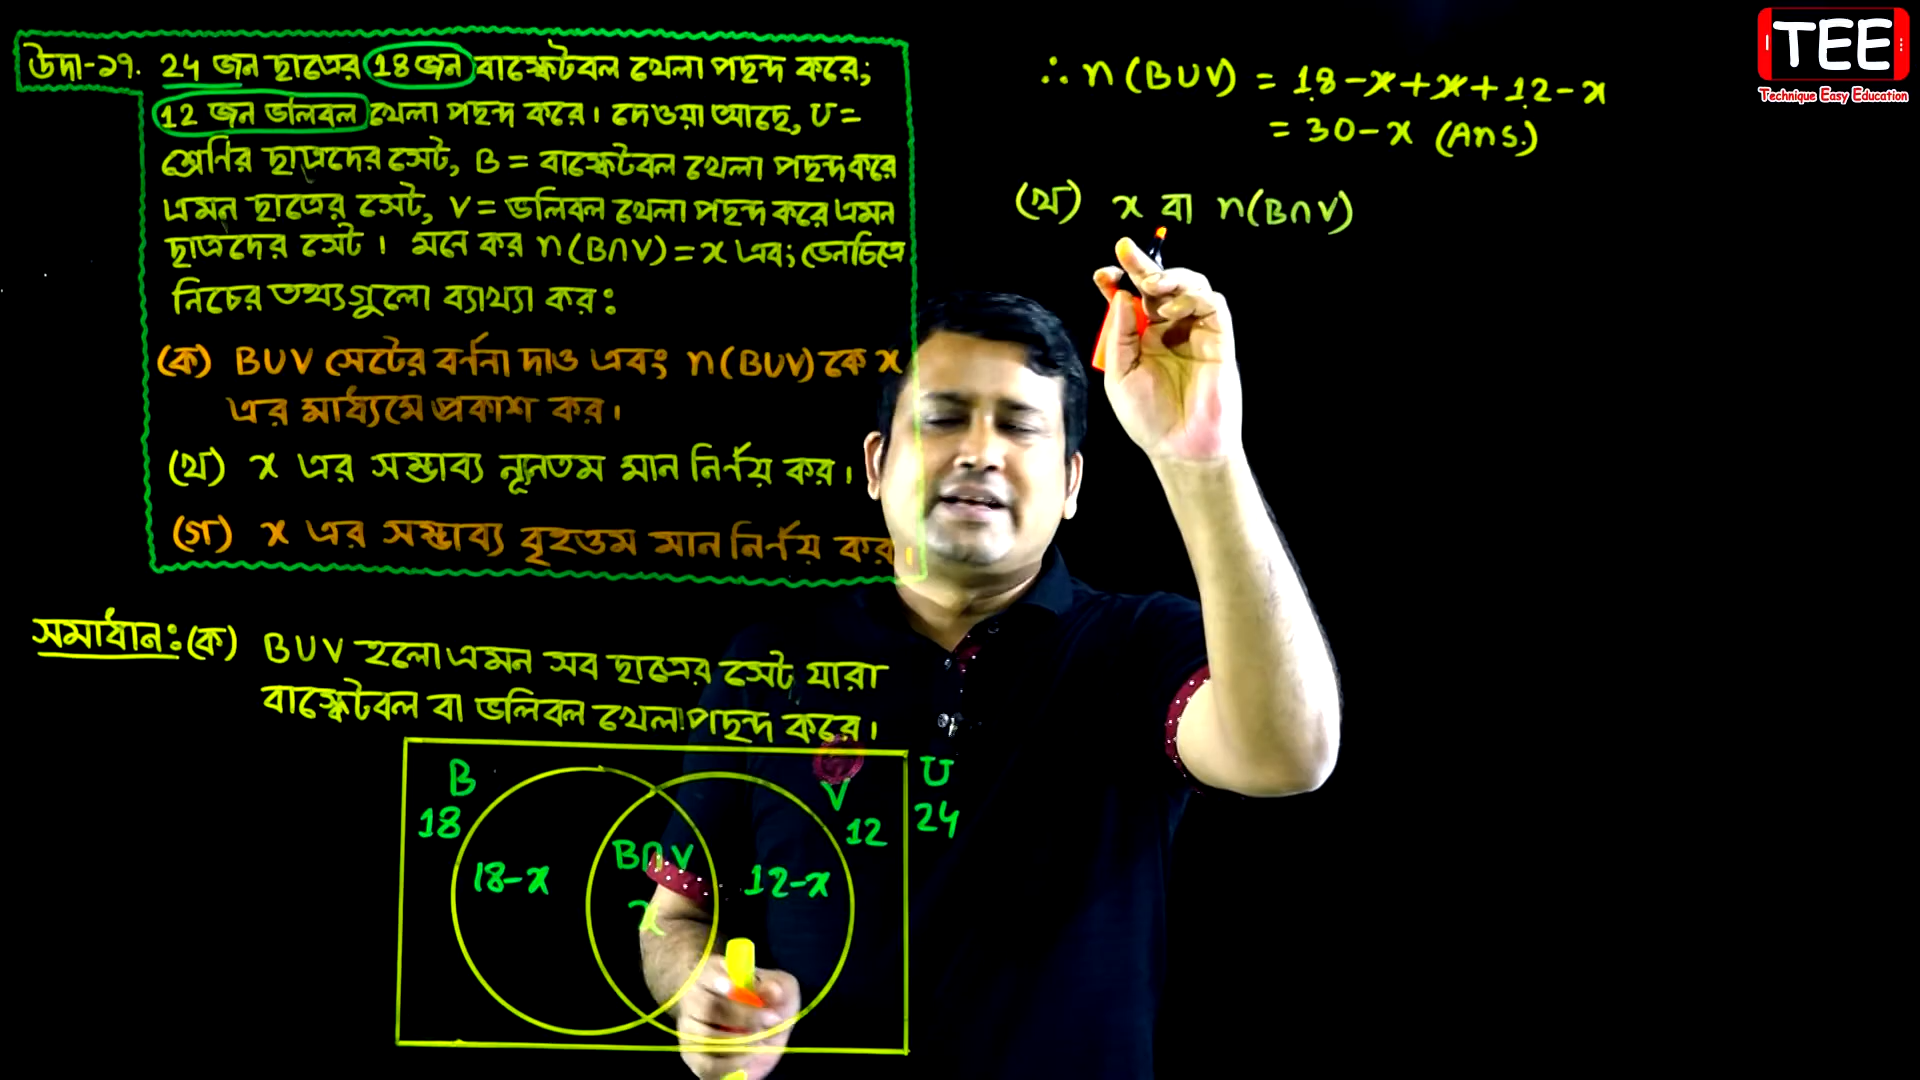 উদা-১৭. 24 জন ছাত্রের 18 জন বাস্কেটবল খেলা পছন্দ করে;
12 জন ভলিবল খেলা পছন্দ করে। দেওয়া আছে, U =
শ্রেণির ছাত্রদের সেট, B = বাস্কেটবল খেলা পছন্দ করে
এমন ছাত্রের সেট, V = ভলিবল খেলা পছন্দ করে এমন
ছাত্রদের সেট। মনে কর n(B∩V) = x এবং ভেনচিত্রে
নিচের তথ্যগুলো ব্যাখ্যা কর:
(ক) B∪V সেটের বর্ণনা দাও এবং n(B∪V) কে x
এর মাধ্যমে প্রকাশ কর।
(খ) x এর সম্ভাব্য ন্যূনতম মান নির্ণয় কর।
(গ) x এর সম্ভাব্য বৃহত্তম মান নির্ণয় কর।
সমাধান: (ক) B∪V হলো এমন সব ছাত্রের সেট যারা
বাস্কেটবল বা ভলিবল খেলা পছন্দ করে।
B V U
18 12 24
18-x B∩V 12-x
x
∴ n(B∪V) = 18-x+x+12-x
= 30-x (Ans.)
(খ) x বা n(B∩V)
TEE
Technique Easy Education